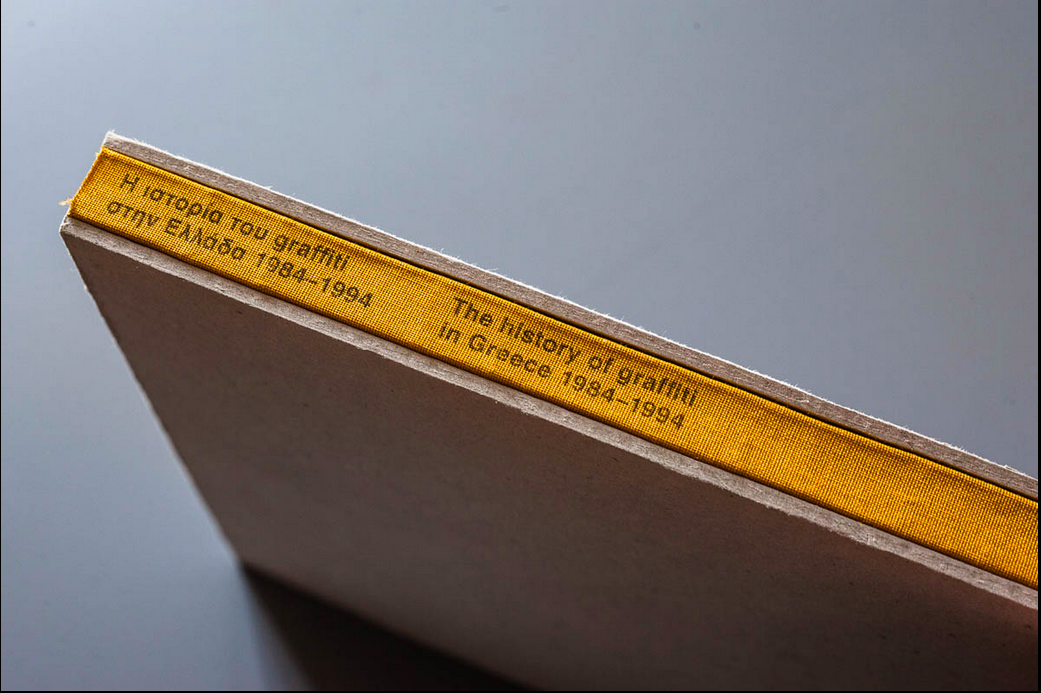 Η ιστορία του graffiti
στην Ελλάδα 1984–1994
The history of graffiti
in Greece 1984–1994